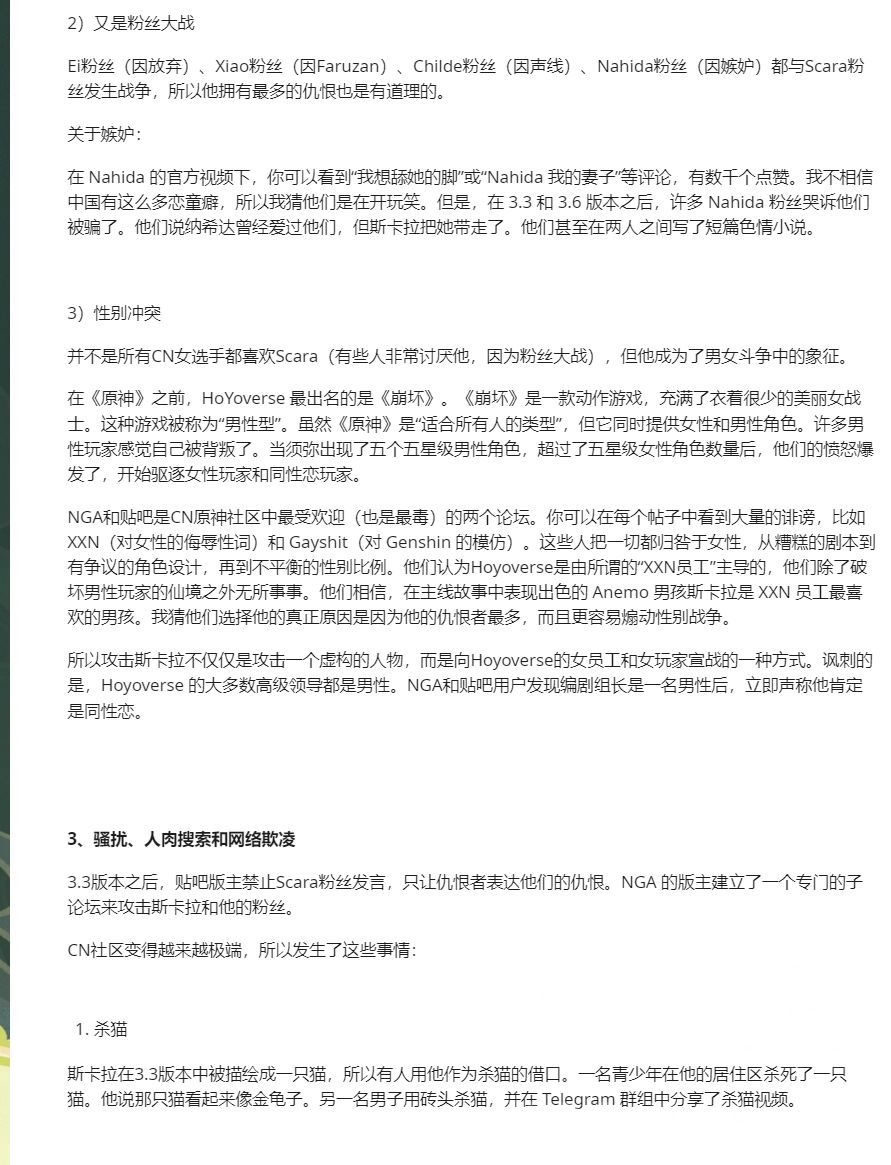 2）又是粉丝大战
Ei粉丝（因放弃）、Xiao粉丝（因Faruzan）、Childe粉丝（因声线）、Nahida粉丝（因嫉妒）都与Scara粉
丝发生战争，所以他拥有最多的仇恨也是有道理的。
关于嫉妒：
在 Nahida 的官方视频下，你可以看到“我想舔她的脚”或“Nahida 我的妻子”等评论，有数千个点赞。我不相信
中国有这么多恋童癖，所以我猜他们是在开玩笑。但是，在 3.3 和 3.6 版本之后，许多 Nahida 粉丝哭诉他们
被骗了。他们说纳希达曾经爱过他们，但斯卡拉把她带走了。他们甚至在两人之间写了短篇色情小说。
3）性别冲突
并不是所有CN女选手都喜欢Scara（有些人非常讨厌他，因为粉丝大战），但他成为了男女斗争中的象征。
在《原神》之前，HoYoverse 最出名的是《崩坏》。《崩坏》是一款动作游戏，充满了衣着很少的美丽女战
士。这种游戏被称为“男性型”。虽然《原神》是“适合所有人的类型”，但它同时提供女性和男性角色。许多男
性玩家感觉自己被背叛了。当须弥出现了五个五星级男性角色，超过了五星级女性角色数量后，他们的愤怒爆
发了，开始驱逐女性玩家和同性恋玩家。
NGA和贴吧是CN原神社区中最受欢迎（也是最毒）的两个论坛。你可以在每个帖子中看到大量的诽谤，比如
XXN（对女性的侮辱性词）和 Gayshit（对 Genshin 的模仿）。这些人把一切都归咎于女性，从糟糕的剧本到
有争议的角色设计，再到不平衡的性别比例。他们认为Hoyoverse是由所谓的“XXN员工”主导的，他们除了破
坏男性玩家的仙境之外无所事事。他们相信，在主线故事中表现出色的 Anemo 男孩斯卡拉是 XXN 员工最喜
欢的男孩。我猜他们选择他的真正原因是因为他的仇恨者最多，而且更容易煽动性别战争。
所以攻击斯卡拉不仅仅是攻击一个虚构的人物，而是向Hoyoverse的女员工和女玩家宣战的一种方式。讽刺的
是，Hoyoverse 的大多数高级领导都是男性。NGA和贴吧用户发现编剧组长是一名男性后，立即声称他肯定
是同性恋。
3、骚扰、人肉搜索和网络欺凌
3.3版本之后，贴吧版主禁止Scara粉丝发言，只让仇恨者表达他们的仇恨。NGA 的版主建立了一个专门的子
论坛来攻击斯卡拉和他的粉丝。
CN社区变得越来越极端，所以发生了这些事情：
1. 杀猫
斯卡拉在3.3版本中被描绘成一只猫，所以有人用他作为杀猫的借口。一名青少年在他的居住区杀死了一只
猫。他说那只猫看起来像金龟子。另一名男子用砖头杀猫，并在 Telegram 群组中分享了杀猫视频。